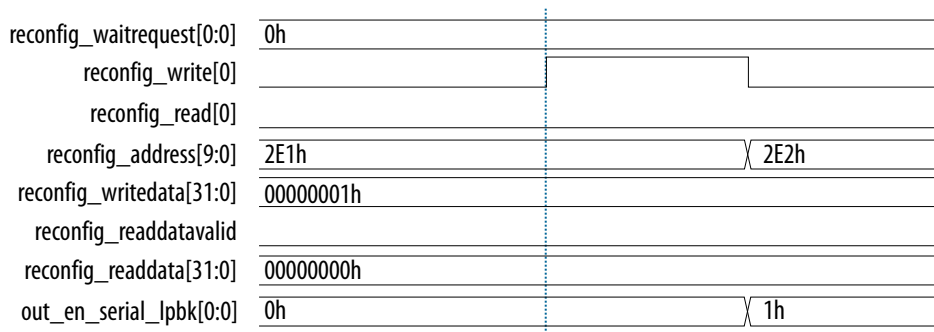 reconfig_waitrequest[0:0] 0h
reconfig_write[0]
reconfig_read[0]
reconfig_address[9:0] 2E1h 2E2h
reconfig_writedata[31:0] 00000001h
reconfig_readdatavalid
reconfig_readdata[31:0] 00000000h
out_en_serial_lpbk[0:0] 0h 1h